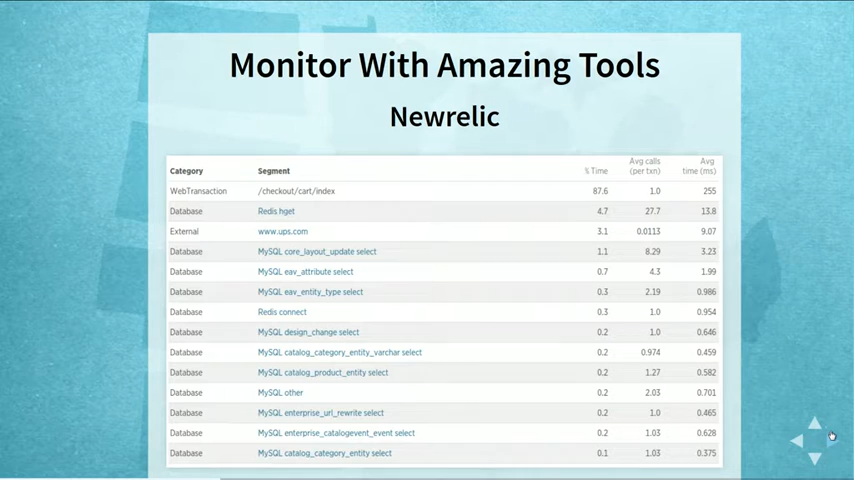 Monitor With Amazing Tools
Newrelic
Category Segment % Time Avg calls (per txn) Avg time (ms)
WebTransaction /checkout/cart/index 87.6 1.0 255
Database Redis hget 4.7 27.7 13.8
External www.ups.com 3.1 0.0113 9.07
Database MySQL core_layout_update select 1.1 8.29 3.23
Database MySQL eav_attribute select 0.7 4.3 1.99
Database MySQL eav_entity_type select 0.3 2.19 0.986
Database Redis connect 0.3 1.0 0.954
Database MySQL design_change select 0.2 1.0 0.646
Database MySQL catalog_category_entity_varchar select 0.2 0.974 0.459
Database MySQL catalog_product_entity select 0.2 1.27 0.582
Database MySQL other 0.2 2.03 0.701
Database MySQL enterprise_url_rewrite select 0.2 1.0 0.465
Database MySQL enterprise_catalogevent_event select 0.2 1.03 0.628
Database MySQL catalog_category_entity select 0.1 1.03 0.375